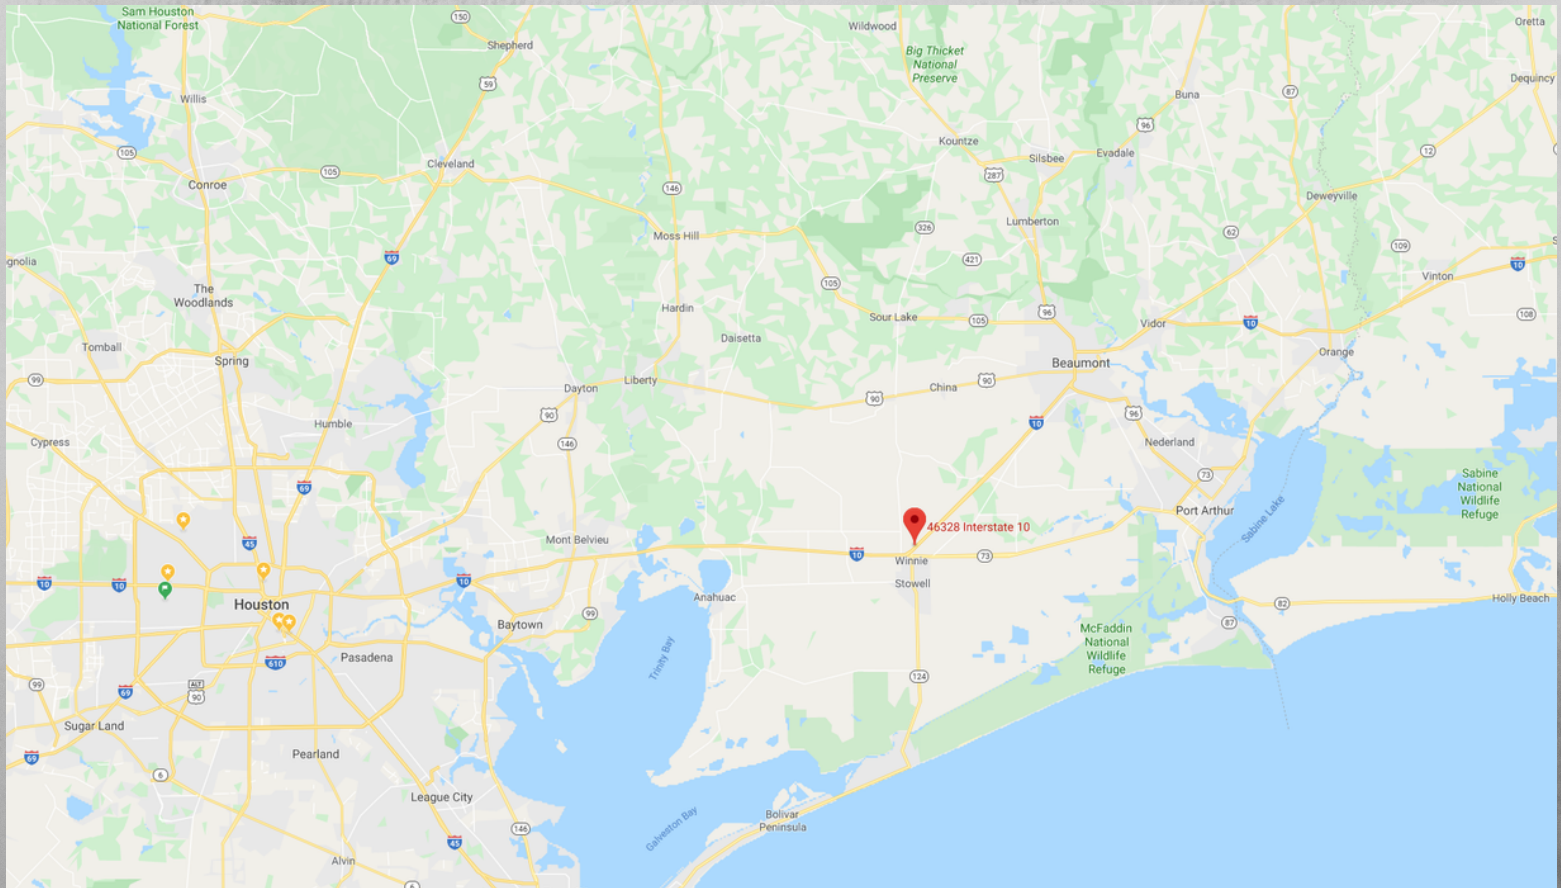 Sam Houston
National Forest
150
Shepherd
Wildwood
Oretta
Big Thicket
National
Preserve
59
Willis
Dequincy
Buna
87
96
105
105
Cleveland
Kountze
Silsbee
Evadale
12
Conroe
146
287
Deweyville
Moss Hill
326
Lumberton
62
109
gnolia
69
421
10
The
Woodlands
105
Vinton
Hardin
Sour Lake
105
96
Vidor
10
108
Tomball
Daisetta
Spring
Beaumont
Orange
99
Dayton
Liberty
China
90
90
90
96
Humble
10
Cypress
146
Nederland
69
73
Sabine
National
Wildlife
Refuge
Port Arthur
Sabine Lake
46328 Interstate 10
45
Mont Belvieu
10
73
Winnie
10
10
10
Stowell
Anahuac
Holly Beach
Houston
82
99
Baytown
87
McFaddin
National
Wildlife
Refuge
610
Pasadena
Trinity Bay
99
69
ALT
90
124
Sugar Land
69
Pearland
6
League City
Galveston Bay
Bolivar
Peninsula
146
45
Alvin
6